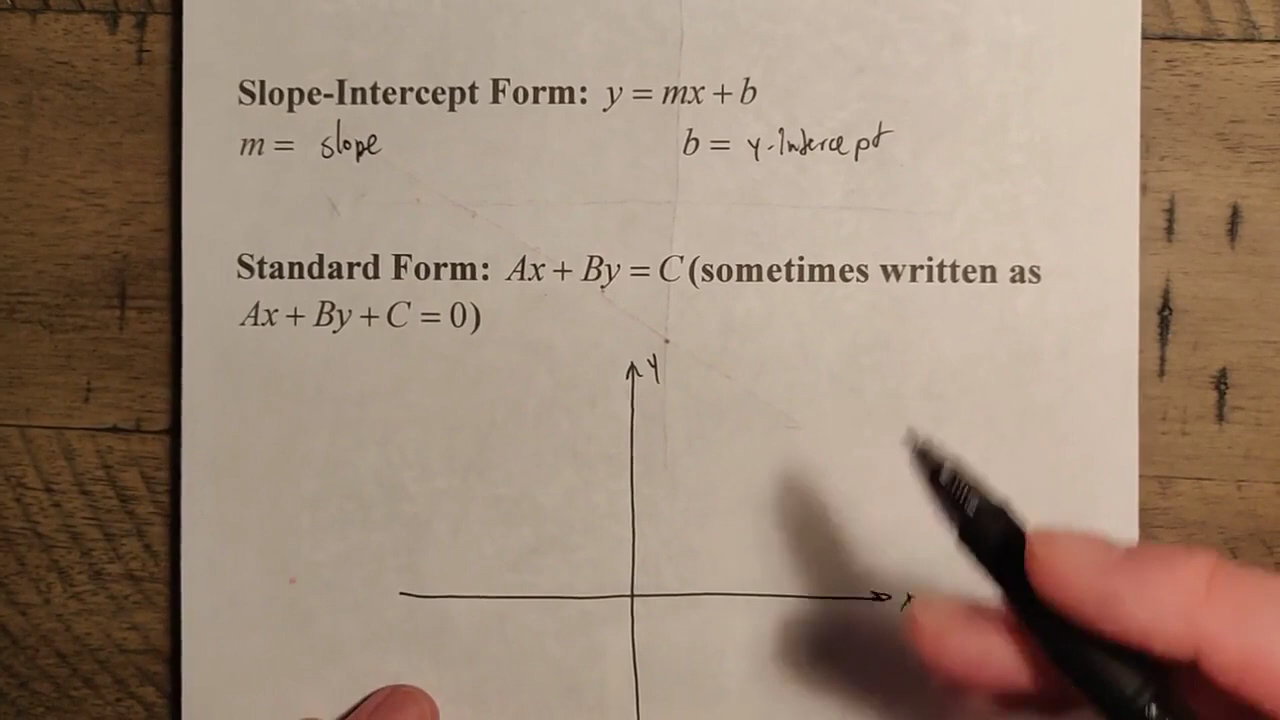 Slope-Intercept Form: y = mx + b
m = slope b = y-Intercept
Standard Form: Ax + By = C (sometimes written as
Ax + By + C = 0)
y
x